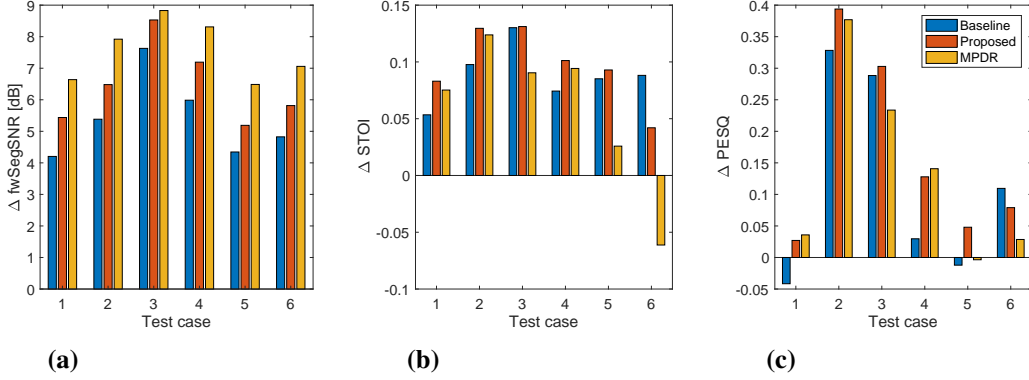 9
8
7
6
5
4
3
2
1
0
Δ fwSegSNR [dB]
1 2 3 4 5 6
Test case
(a)
0.15
0.1
0.05
0
-0.05
-0.1
Δ STOI
1 2 3 4 5 6
Test case
(b)
0.4
0.35
0.3
0.25
0.2
0.15
0.1
0.05
0
-0.05
Δ PESQ
Baseline
Proposed
MPDR
1 2 3 4 5 6
Test case
(c)